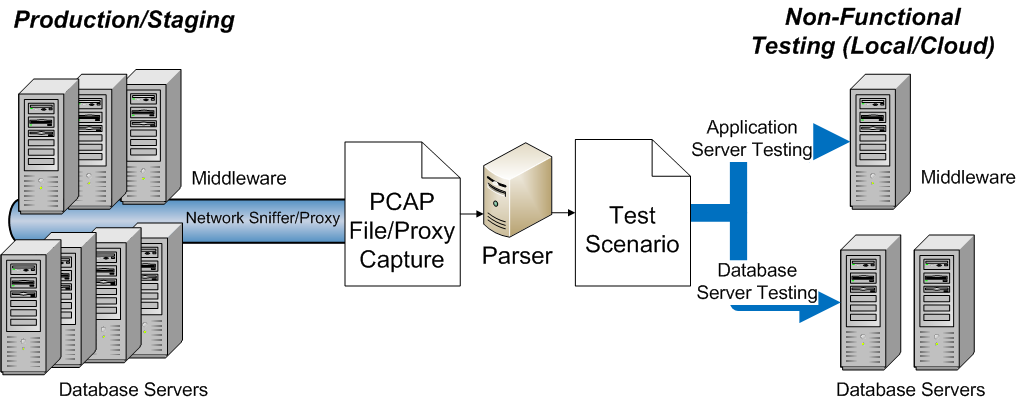 Production/Staging
Non-Functional
Testing (Local/Cloud)
Middleware
Network Sniffer/Proxy
Database Servers
PCAP
File/Proxy
Capture
Parser
Test
Scenario
Application
Server Testing
Database
Server Testing
Middleware
Database Servers